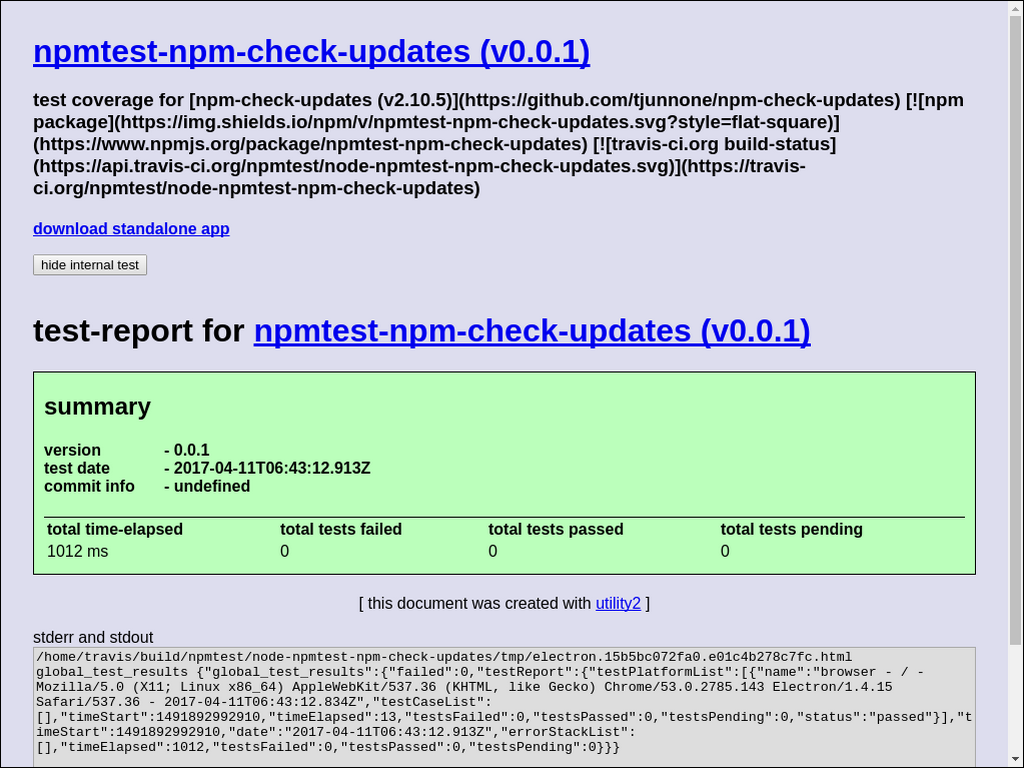 npmtest-npm-check-updates (v0.0.1)
test coverage for [npm-check-updates (v2.10.5)](https://github.com/tjunnone/npm-check-updates) [![npm
package](https://img.shields.io/npm/v/npmtest-npm-check-updates.svg?style=flat-square)]
(https://www.npmjs.org/package/npmtest-npm-check-updates) [![travis-ci.org build-status]
(https://api.travis-ci.org/npmtest/node-npmtest-npm-check-updates.svg)](https://travis-
ci.org/npmtest/node-npmtest-npm-check-updates)
download standalone app
hide internal test
test-report for npmtest-npm-check-updates (v0.0.1)
summary
version - 0.0.1
test date - 2017-04-11T06:43:12.913Z
commit info - undefined
total time-elapsed total tests failed total tests passed total tests pending
1012 ms 0 0 0
[ this document was created with utility2 ]
stderr and stdout
/home/travis/build/npmtest/node-npmtest-npm-check-updates/tmp/electron.15b5bc072fa0.e01c4b278c7fc.html
global_test_results {"global_test_results":{"failed":0,"testReport":{"testPlatformList":[{"name":"browser - / -
Mozilla/5.0 (X11; Linux x86_64) AppleWebKit/537.36 (KHTML, like Gecko) Chrome/53.0.2785.143 Electron/1.4.15
Safari/537.36 - 2017-04-11T06:43:12.834Z","testCaseList":
[],"timeStart":1491892992910,"timeElapsed":13,"testsFailed":0,"testsPassed":0,"testsPending":0,"status":"passed"}],"t
imeStart":1491892992910,"date":"2017-04-11T06:43:12.913Z","errorStackList":
[],"timeElapsed":1012,"testsFailed":0,"testsPassed":0,"testsPending":0}}}